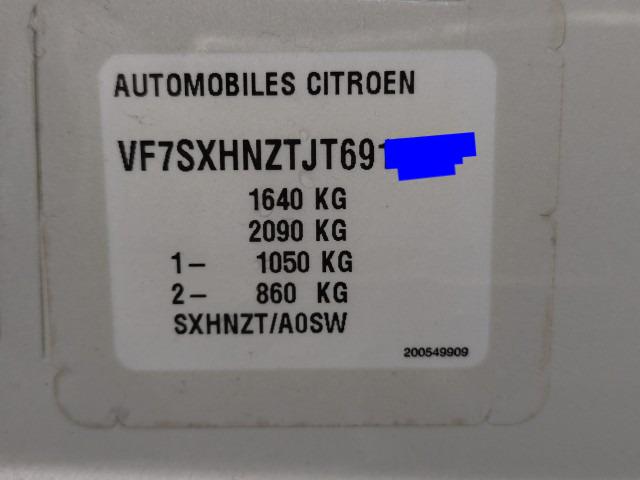 AUTOMOBILES CITROEN
VF7SXHNZTJT691
1640 KG
2090 KG
1- 1050 KG
2- 860 KG
SXHNZT/A0SW
200549909